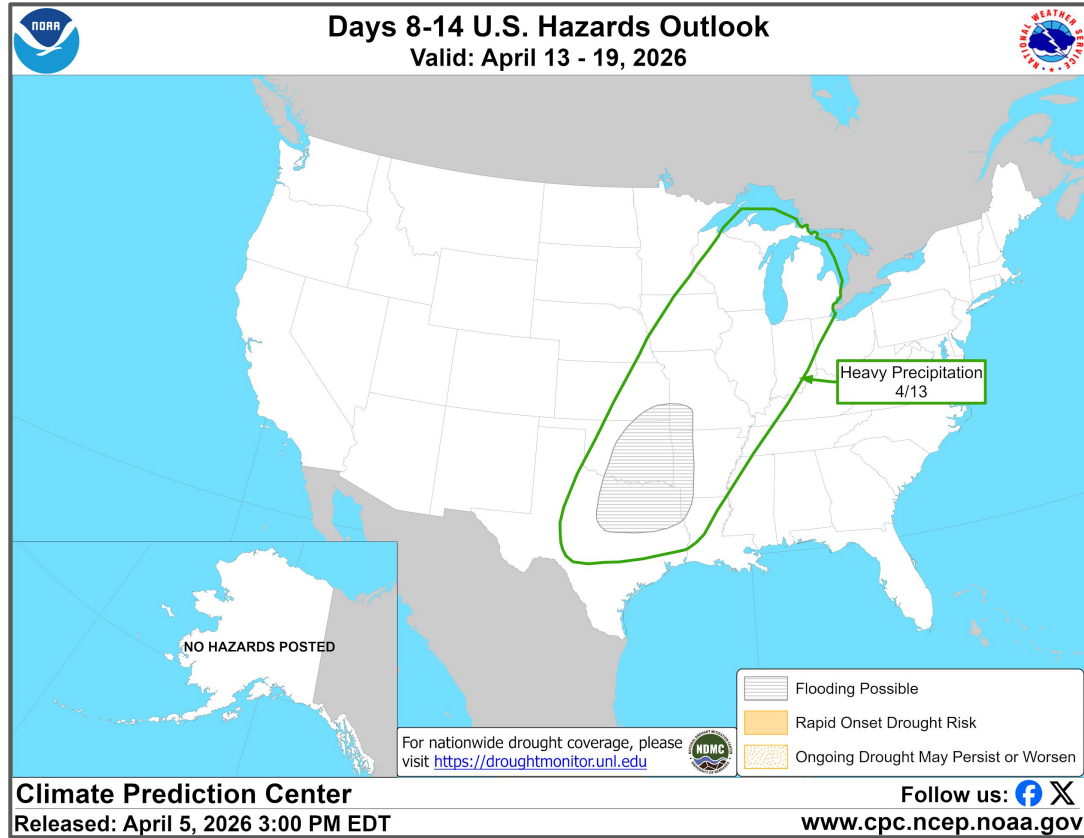 NOAA
Days 8-14 U.S. Hazards Outlook
Valid: April 13 - 19, 2026
NATIONAL WEATHER SERVICE
Heavy Precipitation
4/13
NO HAZARDS POSTED
Flooding Possible
Rapid Onset Drought Risk
Ongoing Drought May Persist or Worsen
For nationwide drought coverage, please
visit https://droughtmonitor.unl.edu
NDMC
Climate Prediction Center
Released: April 5, 2026 3:00 PM EDT
Follow us:
www.cpc.ncep.noaa.gov